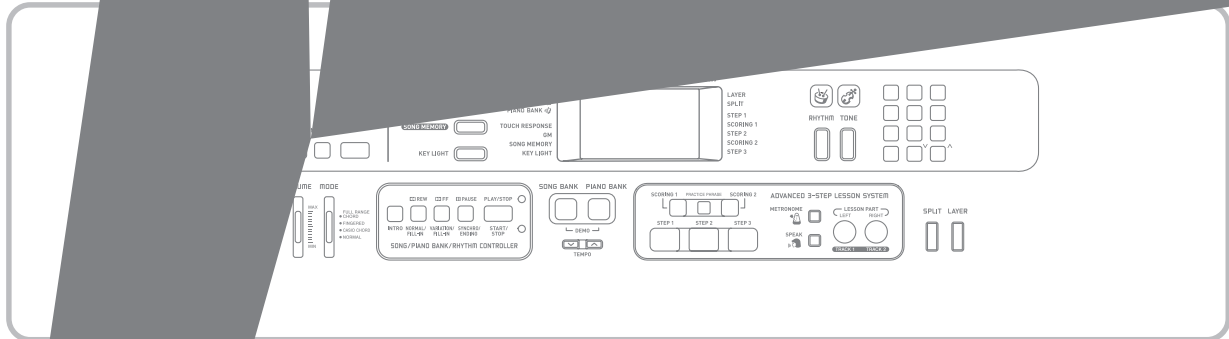 LAYER
SPLIT
PIANO BANK
STEP 1
SONG MEMORY
TOUCH RESPONSE
SCORING 1
RHYTHM TONE
GM
STEP 2
SONG MEMORY
SCORING 2
KEY LIGHT
KEY LIGHT
STEP 3
UME MODE
MAX
FULL RANGE CHORD
FINGERED
CASIO CHORD
NORMAL
MIN
REW FF PAUSE PLAY/STOP
INTRO NORMAL/FILL-IN VARIATION/FILL-IN SYNCHRO/ENDING START/STOP
SONG/PIANO BANK/RHYTHM CONTROLLER
SONG BANK PIANO BANK
DEMO
TEMPO
SCORING 1 PRACTICE PHRASE SCORING 2
STEP 1 STEP 2 STEP 3
ADVANCED 3-STEP LESSON SYSTEM
METRONOME
LESSON PART
LEFT RIGHT
SPEAK
TRACK 1 TRACK 2
SPLIT LAYER